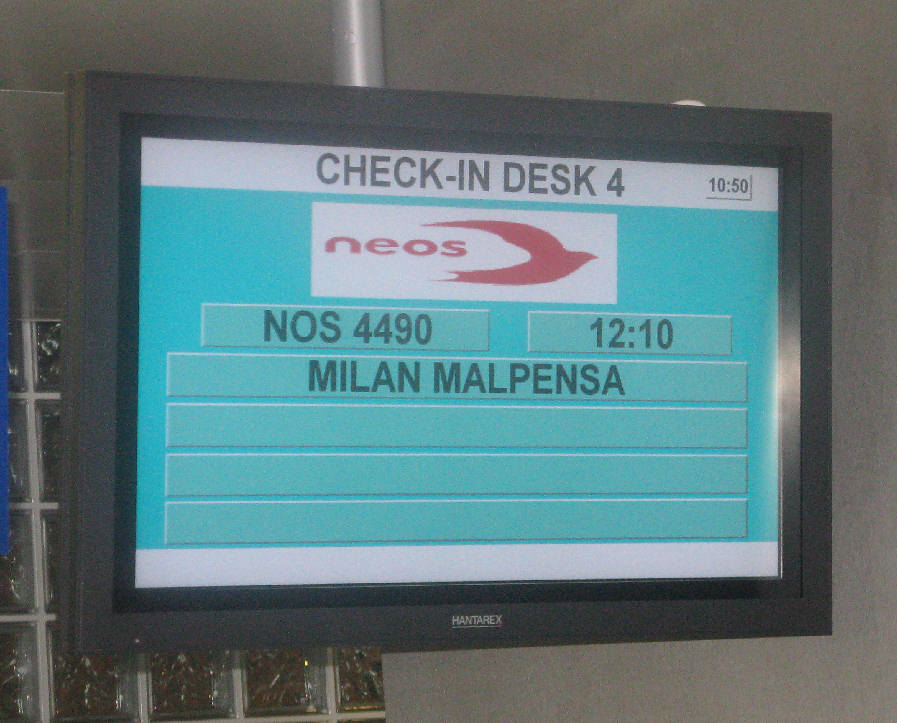 CHECK-IN DESK 4 10:50
neos
NOS 4490 12:10
MILAN MALPENSA
HANTAREX